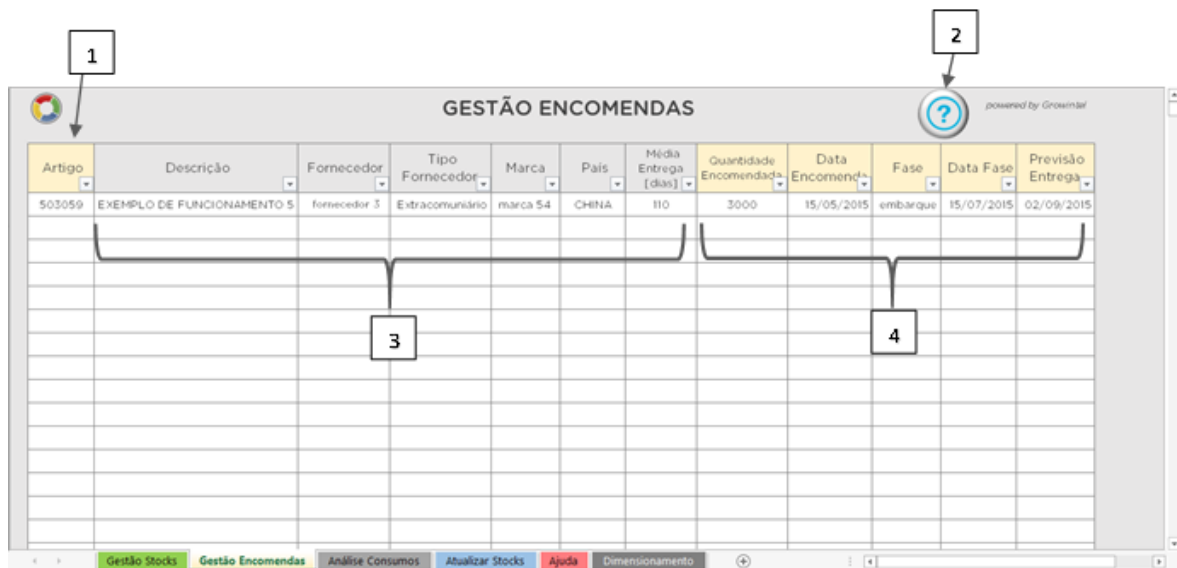 1
2
GESTÃO ENCOMENDAS
?
powered by Growintel
Artigo
Descrição
Fornecedor
Tipo
Fornecedor
Marca
País
Média
Entrega
[dias]
Quantidade
Encomendada
Data
Encomenda
Fase
Data Fase
Previsão
Entrega
503059 EXEMPLO DE FUNCIONAMENTO 5 fornecedor 3 Extracomuniário marca 54 CHINA 110 3000 15/05/2015 embarque 15/07/2015 02/09/2015
3
4
Gestão Stocks Gestão Encomendas Análise Consumos Atualizar Stocks Ajuda Dimensionamento